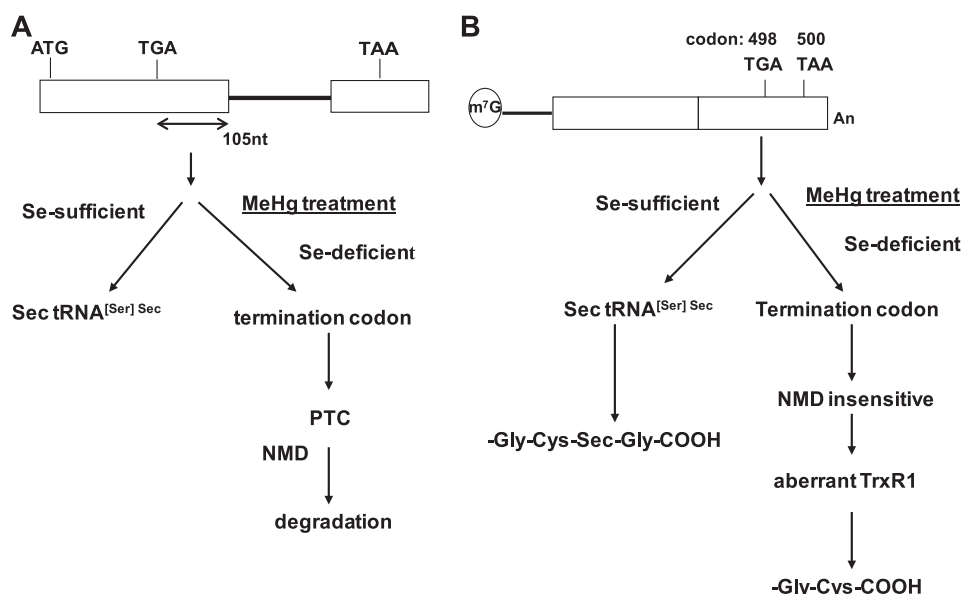 A
ATG
TGA
TAA
105nt
Se-sufficient
MeHg treatment
Se-deficient
Sec tRNA[Ser] Sec
termination codon
PTC
NMD
degradation
B
codon: 498 500
TGA TAA
m7G
An
Se-sufficient
MeHg treatment
Se-deficient
Sec tRNA[Ser] Sec
Termination codon
NMD insensitive
-Gly-Cys-Sec-Gly-COOH
aberrant TrxR1
-Gly-Cys-COOH